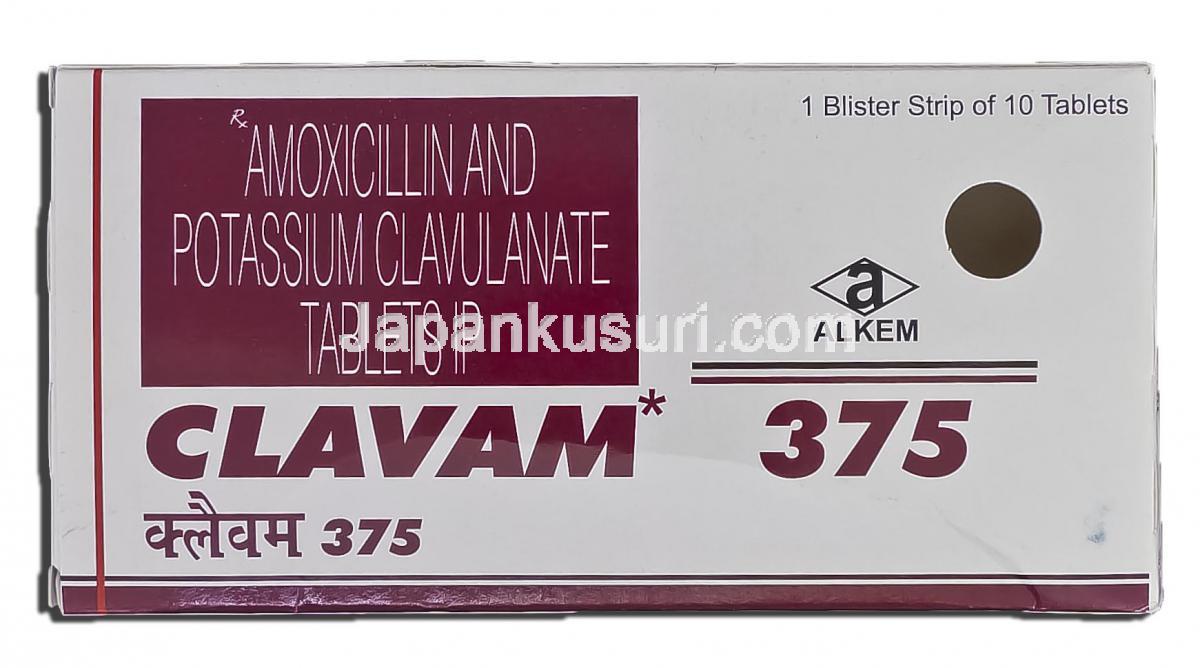 1 Blister Strip of 10 Tablets
Rx
AMOXICILLIN AND
POTASSIUM CLAVULANATE
TABLETS IP
Japankusuri.com
a
ALKEM
CLAVAM* 375
क्लैवम 375